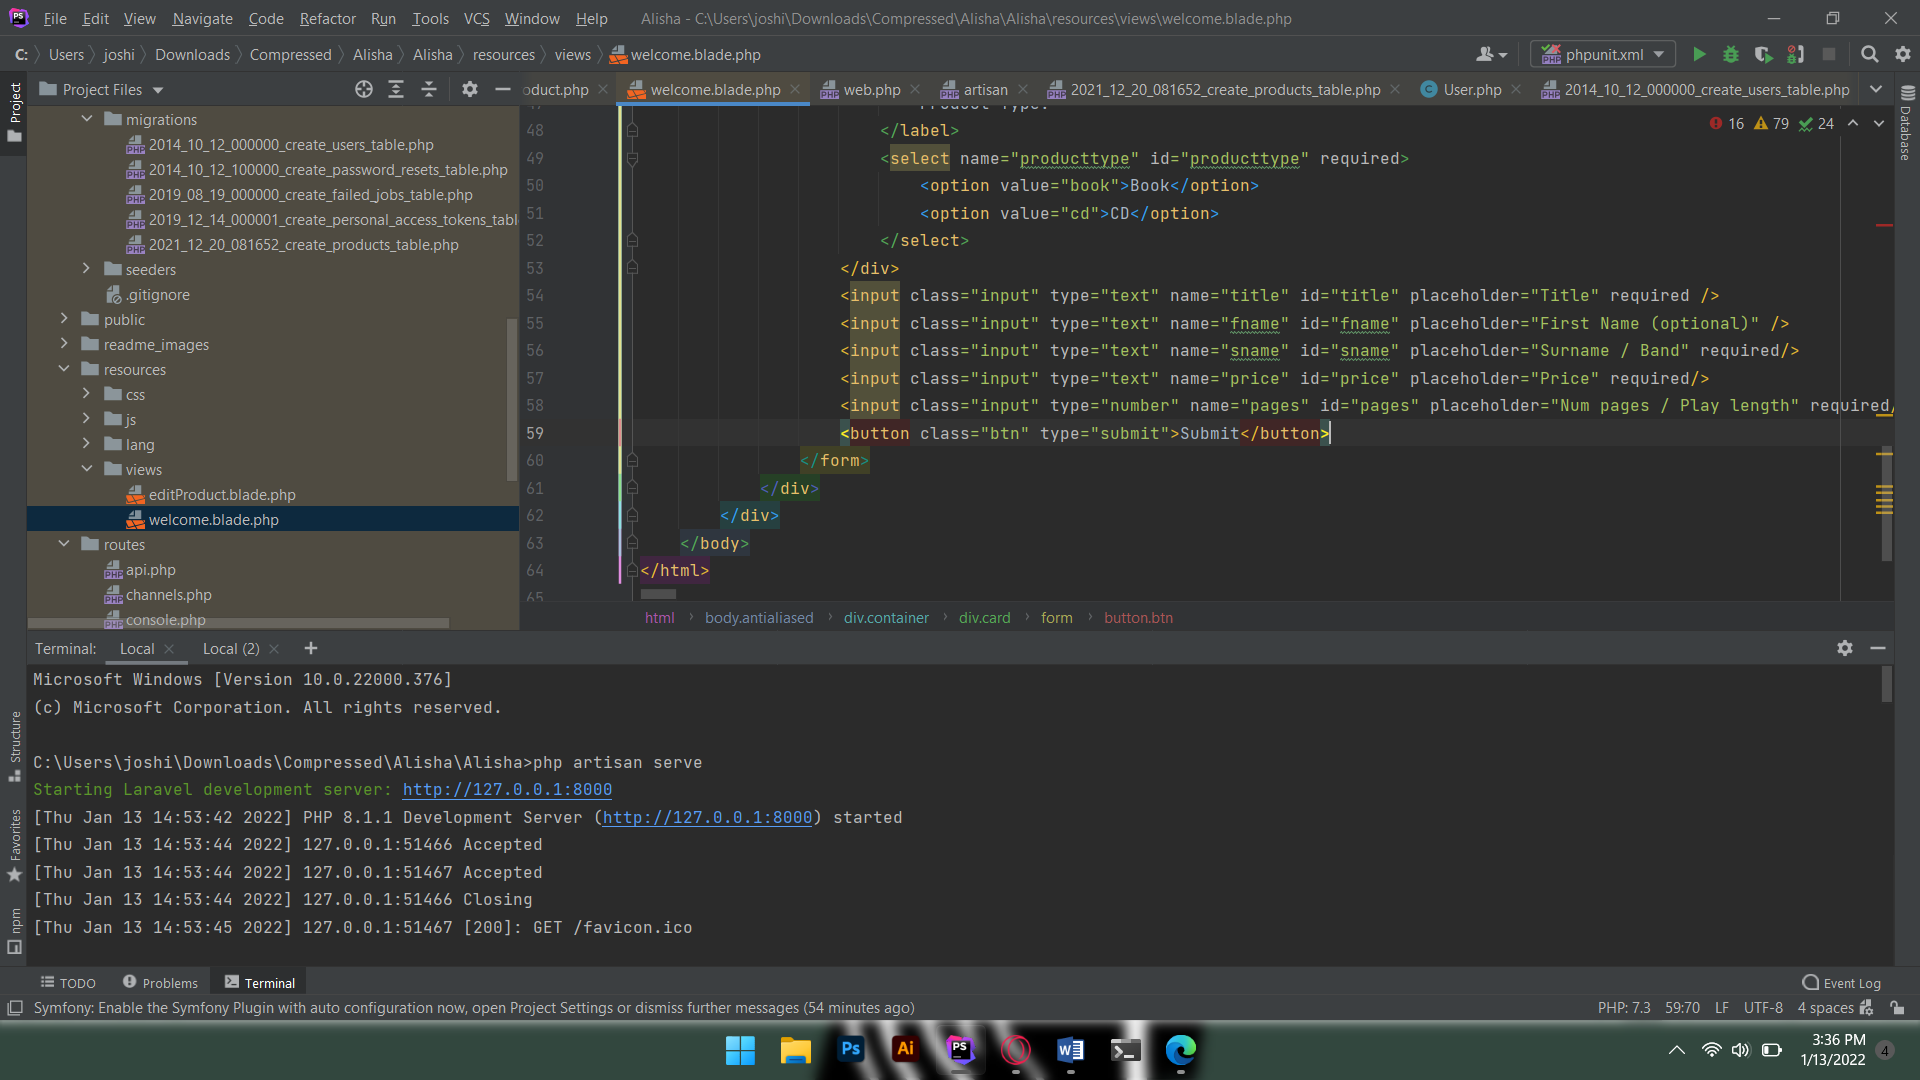 File Edit View Navigate Code Refactor Run Tools VCS Window Help Alisha - C:\Users\joshi\Downloads\Compressed\Alisha\Alisha\resources\views\welcome.blade.php
C: Users joshi Downloads Compressed Alisha Alisha resources views welcome.blade.php phpunit.xml
Project
Project Files
oduct.php welcome.blade.php web.php artisan 2021_12_20_081652_create_products_table.php User.php 2014_10_12_000000_create_users_table.php
Database
migrations
2014_10_12_000000_create_users_table.php
2014_10_12_100000_create_password_resets_table.php
2019_08_19_000000_create_failed_jobs_table.php
2019_12_14_000001_create_personal_access_tokens_tabl
2021_12_20_081652_create_products_table.php
seeders
.gitignore
public
readme_images
resources
css
js
lang
views
editProduct.blade.php
welcome.blade.php
routes
api.php
channels.php
console.php
16 79 24
47 Product Type:
48 </label>
49 <select name="producttype" id="producttype" required>
50 <option value="book">Book</option>
51 <option value="cd">CD</option>
52 </select>
53 </div>
54 <input class="input" type="text" name="title" id="title" placeholder="Title" required />
55 <input class="input" type="text" name="fname" id="fname" placeholder="First Name (optional)" />
56 <input class="input" type="text" name="sname" id="sname" placeholder="Surname / Band" required/>
57 <input class="input" type="text" name="price" id="price" placeholder="Price" required/>
58 <input class="input" type="number" name="pages" id="pages" placeholder="Num pages / Play length" required/
59 <button class="btn" type="submit">Submit</button>
60 </form>
61 </div>
62 </div>
63 </body>
64 </html>
65
html body.antialiased div.container div.card form button.btn
Terminal: Local Local (2)
Microsoft Windows [Version 10.0.22000.376]
(c) Microsoft Corporation. All rights reserved.
C:\Users\joshi\Downloads\Compressed\Alisha\Alisha>php artisan serve
Starting Laravel development server: http://127.0.0.1:8000
[Thu Jan 13 14:53:42 2022] PHP 8.1.1 Development Server (http://127.0.0.1:8000) started
[Thu Jan 13 14:53:44 2022] 127.0.0.1:51466 Accepted
[Thu Jan 13 14:53:44 2022] 127.0.0.1:51467 Accepted
[Thu Jan 13 14:53:44 2022] 127.0.0.1:51466 Closing
[Thu Jan 13 14:53:45 2022] 127.0.0.1:51467 [200]: GET /favicon.ico
Structure
Favorites
npm
TODO Problems Terminal Event Log
Symfony: Enable the Symfony Plugin with auto configuration now, open Project Settings or dismiss further messages (54 minutes ago) PHP: 7.3 59:70 LF UTF-8 4 spaces
Ps Ai PS W
3:36 PM
1/13/2022 4